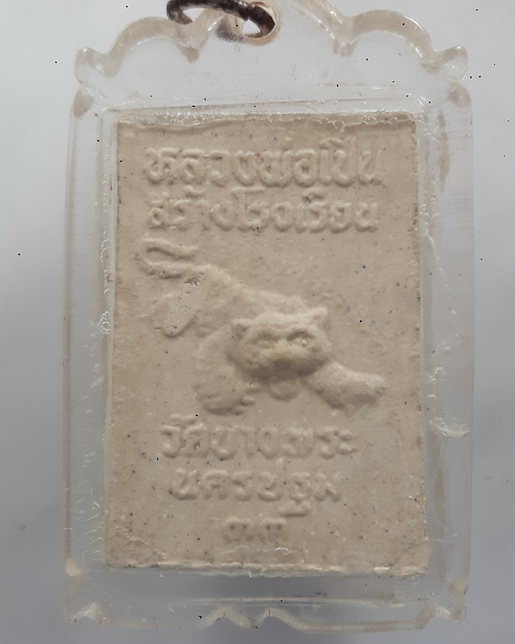 หลวงพ่อเปิ่น
สร้างโรงเรียน
วัดบางพระ
นครปฐม